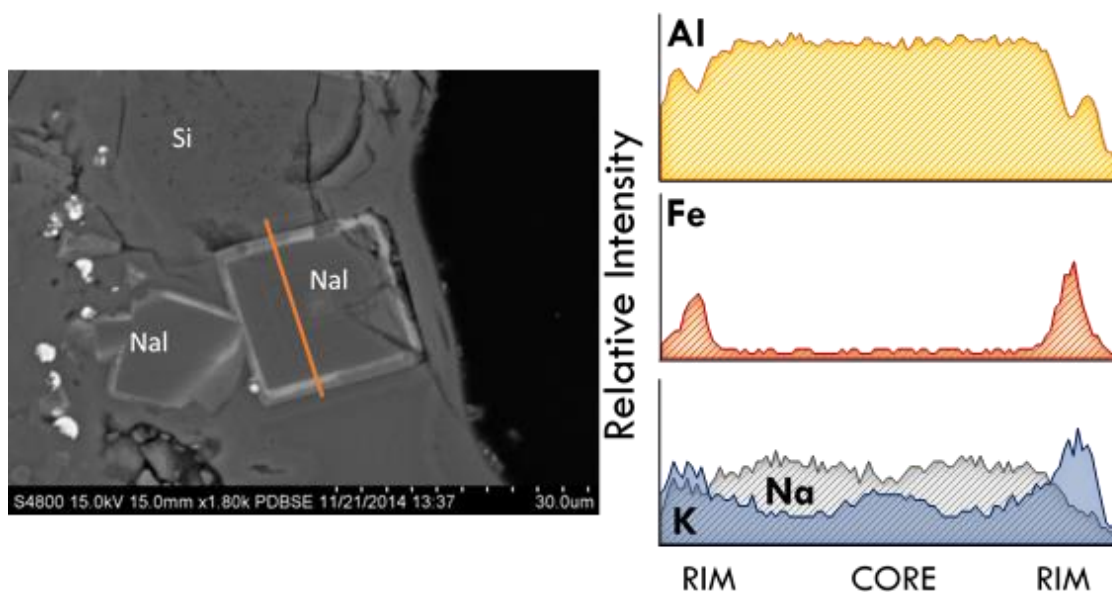 Si
NaI
NaI
S4800 15.0kV 15.0mm x1.80k PDBSE 11/21/2014 13:37
30.0um
Relative Intensity
Al
Fe
Na
K
RIM
CORE
RIM